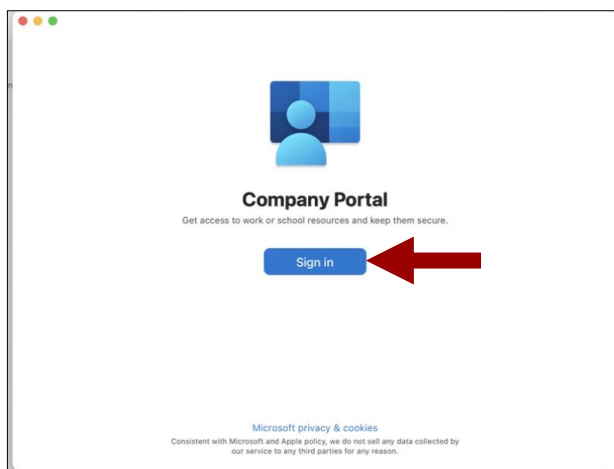 n
Company Portal
Get access to work or school resources and keep them secure.
Sign in
Microsoft privacy & cookies
Consistent with Microsoft and Apple policy, we do not sell any data collected by
our service to any third parties for any reason.